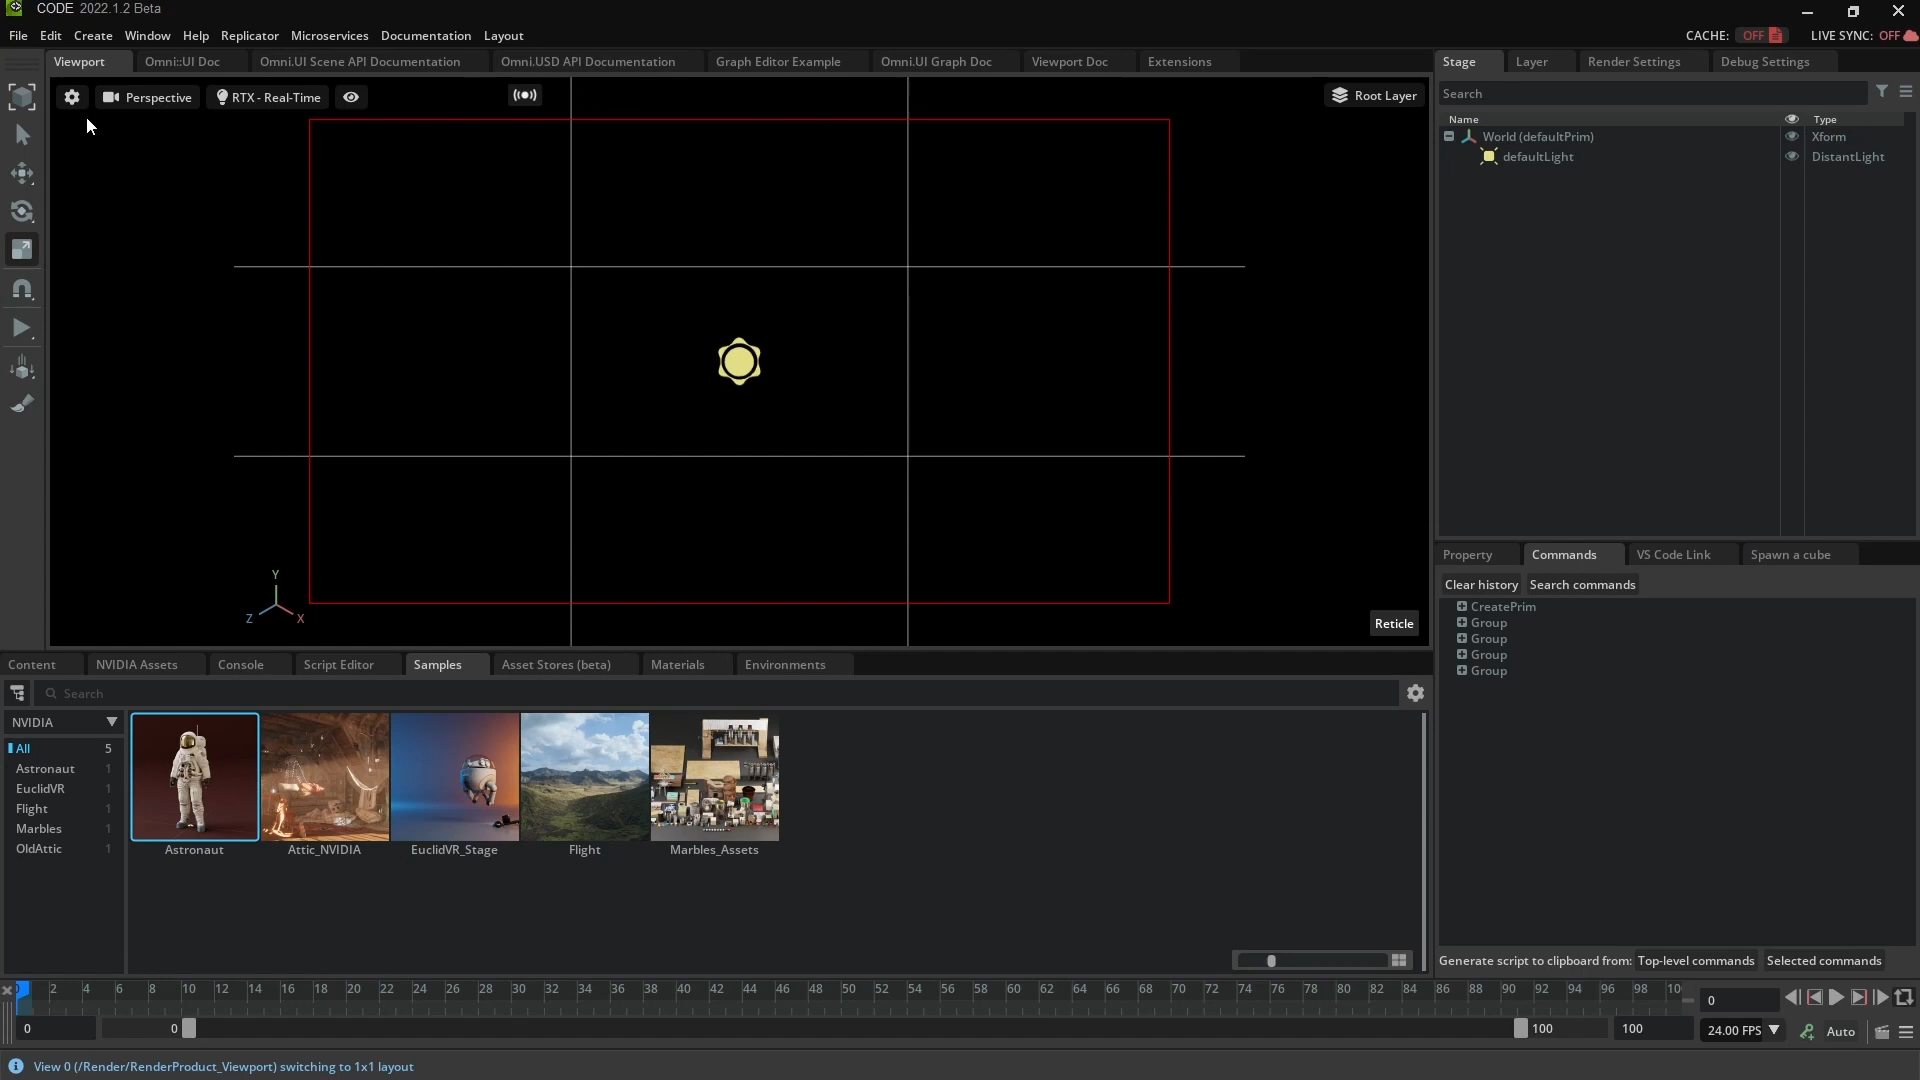 CODE 2022.1.2 Beta
File Edit Create Window Help Replicator Microservices Documentation Layout
CACHE: OFF LIVE SYNC: OFF
Viewport Omni::UI Doc Omni.UI Scene API Documentation Omni.USD API Documentation Graph Editor Example Omni.UI Graph Doc Viewport Doc Extensions
Perspective RTX - Real-Time
Root Layer
Y
Z X
Reticle
Stage Layer Render Settings Debug Settings
Search
Name Type
World (defaultPrim) Xform
defaultLight DistantLight
Property Commands VS Code Link Spawn a cube
Clear history Search commands
CreatePrim
Group
Group
Group
Group
Generate script to clipboard from: Top-level commands Selected commands
Content NVIDIA Assets Console Script Editor Samples Asset Stores (beta) Materials Environments
Search
NVIDIA
All 5
Astronaut 1
EuclidVR 1
Flight 1
Marbles 1
OldAttic 1
Astronaut Attic_NVIDIA EuclidVR_Stage Flight Marbles_Assets
2 4 6 8 10 12 14 16 18 20 22 24 26 28 30 32 34 36 38 40 42 44 46 48 50 52 54 56 58 60 62 64 66 68 70 72 74 76 78 80 82 84 86 88 90 92 94 96 98 10
0
0 0 100 100 24.00 FPS Auto
View 0 (/Render/RenderProduct_Viewport) switching to 1x1 layout